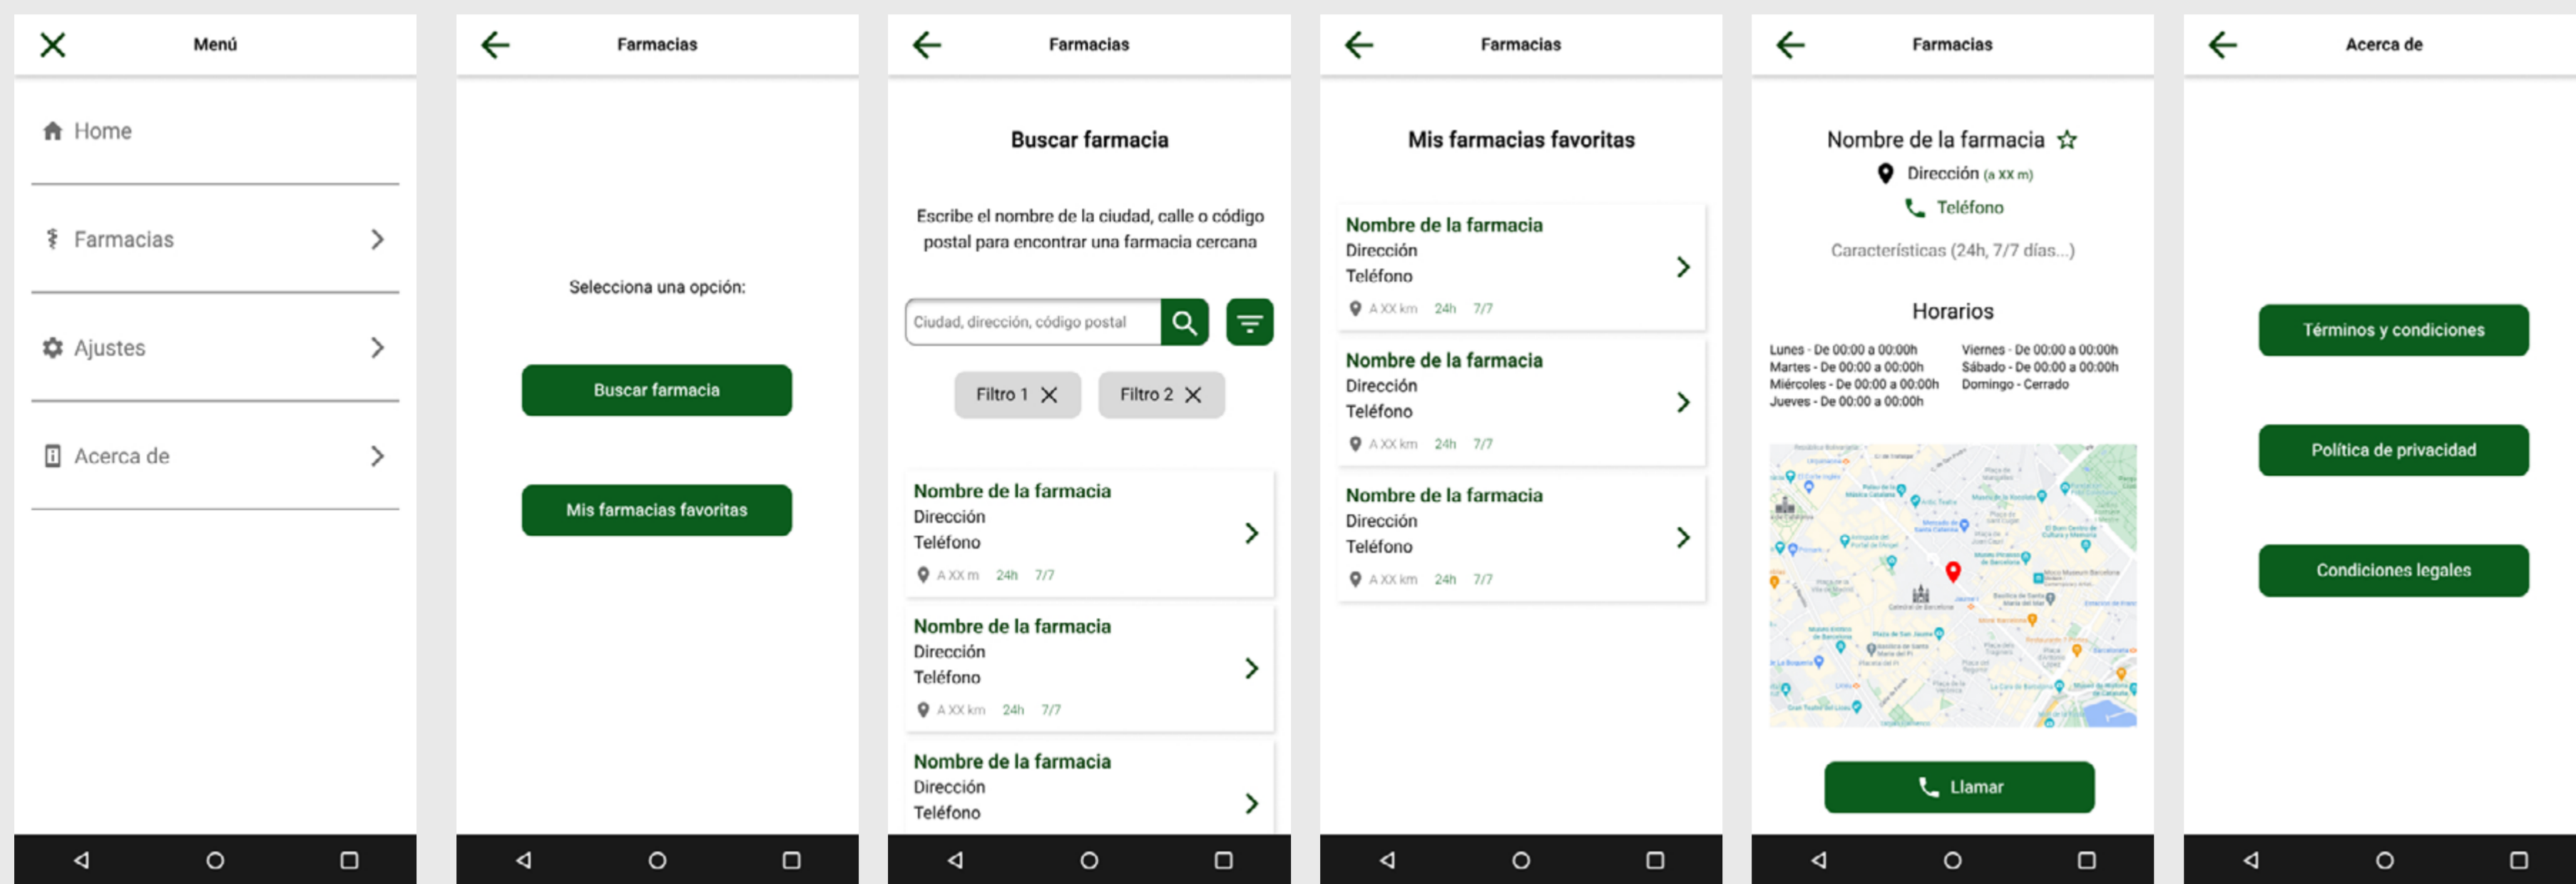 Menú
Home
Farmacias
Ajustes
Acerca de
Farmacias
Selecciona una opción:
Buscar farmacia
Mis farmacias favoritas
Farmacias
Buscar farmacia
Escribe el nombre de la ciudad, calle o código
postal para encontrar una farmacia cercana
Ciudad, dirección, código postal
Filtro 1
Filtro 2
Nombre de la farmacia
Dirección
Teléfono
A XX m 24h 7/7
Nombre de la farmacia
Dirección
Teléfono
A XX km 24h 7/7
Nombre de la farmacia
Dirección
Teléfono
Farmacias
Mis farmacias favoritas
Nombre de la farmacia
Dirección
Teléfono
A XX km 24h 7/7
Nombre de la farmacia
Dirección
Teléfono
A XX km 24h 7/7
Nombre de la farmacia
Dirección
Teléfono
A XX km 24h 7/7
Farmacias
Nombre de la farmacia
Dirección (a XX m)
Teléfono
Características (24h, 7/7 días...)
Horarios
Lunes - De 00:00 a 00:00h
Martes - De 00:00 a 00:00h
Miércoles - De 00:00 a 00:00h
Jueves - De 00:00 a 00:00h
Viernes - De 00:00 a 00:00h
Sábado - De 00:00 a 00:00h
Domingo - Cerrado
Catedral de Barcelona
Plaza de San Jaume
Llamar
Acerca de
Términos y condiciones
Política de privacidad
Condiciones legales